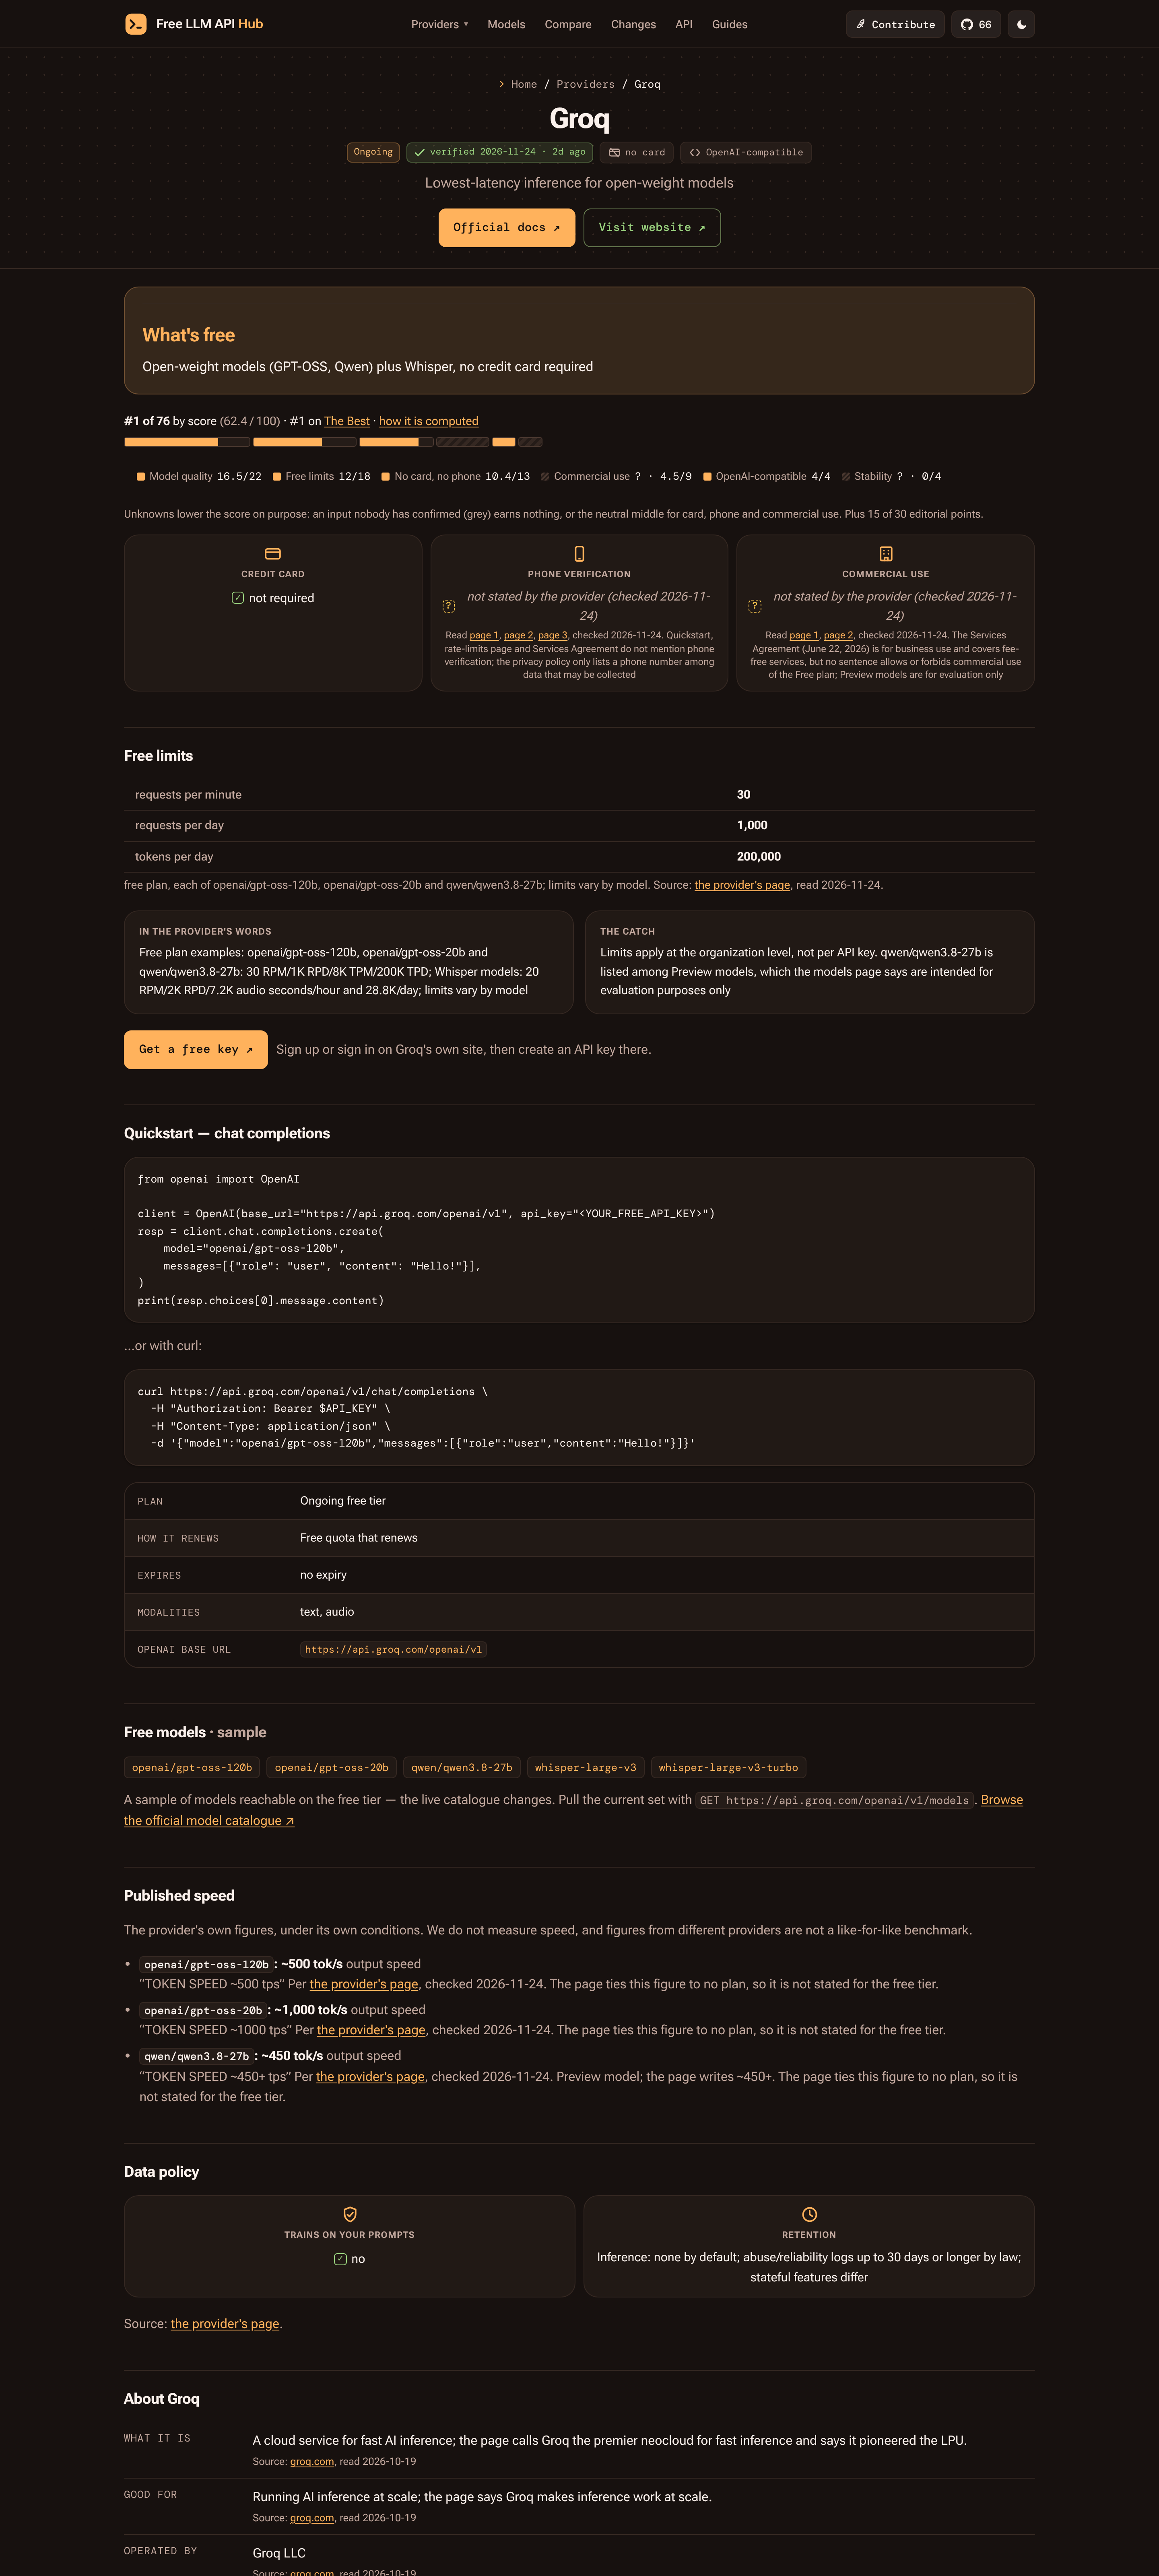 Free LLM API Hub
Providers ▾ Models Compare Changes API Guides
Contribute 66
> Home / Providers / Groq
Groq
Ongoing ✓ verified 2026-11-24 · 2d ago no card OpenAI-compatible
Lowest-latency inference for open-weight models
Official docs ↗ Visit website ↗
What's free
Open-weight models (GPT-OSS, Qwen) plus Whisper, no credit card required
#1 of 76 by score (62.4 / 100) · #1 on The Best · how it is computed
Model quality 16.5/22 Free limits 12/18 No card, no phone 10.4/13 Commercial use ? · 4.5/9 OpenAI-compatible 4/4 Stability ? · 0/4
Unknowns lower the score on purpose: an input nobody has confirmed (grey) earns nothing, or the neutral middle for card, phone and commercial use. Plus 15 of 30 editorial points.
CREDIT CARD
✓ not required
PHONE VERIFICATION
? not stated by the provider (checked 2026-11-
24)
Read page 1, page 2, page 3, checked 2026-11-24. Quickstart,
rate-limits page and Services Agreement do not mention phone
verification; the privacy policy only lists a phone number among
data that may be collected
COMMERCIAL USE
? not stated by the provider (checked 2026-11-
24)
Read page 1, page 2, checked 2026-11-24. The Services
Agreement (June 22, 2026) is for business use and covers fee-
free services, but no sentence allows or forbids commercial use
of the Free plan; Preview models are for evaluation only
Free limits
requests per minute 30
requests per day 1,000
tokens per day 200,000
free plan, each of openai/gpt-oss-120b, openai/gpt-oss-20b and qwen/qwen3.8-27b; limits vary by model. Source: the provider's page, read 2026-11-24.
IN THE PROVIDER'S WORDS
Free plan examples: openai/gpt-oss-120b, openai/gpt-oss-20b and
qwen/qwen3.8-27b: 30 RPM/1K RPD/8K TPM/200K TPD; Whisper models: 20
RPM/2K RPD/7.2K audio seconds/hour and 28.8K/day; limits vary by model
THE CATCH
Limits apply at the organization level, not per API key. qwen/qwen3.8-27b is
listed among Preview models, which the models page says are intended for
evaluation purposes only
Get a free key ↗ Sign up or sign in on Groq's own site, then create an API key there.
Quickstart — chat completions
from openai import OpenAI
client = OpenAI(base_url="https://api.groq.com/openai/v1", api_key="<YOUR_FREE_API_KEY>")
resp = client.chat.completions.create(
    model="openai/gpt-oss-120b",
    messages=[{"role": "user", "content": "Hello!"}],
)
print(resp.choices[0].message.content)
…or with curl:
curl https://api.groq.com/openai/v1/chat/completions \
  -H "Authorization: Bearer $API_KEY" \
  -H "Content-Type: application/json" \
  -d '{"model":"openai/gpt-oss-120b","messages":[{"role":"user","content":"Hello!"}]}'
PLAN Ongoing free tier
HOW IT RENEWS Free quota that renews
EXPIRES no expiry
MODALITIES text, audio
OPENAI BASE URL https://api.groq.com/openai/v1
Free models · sample
openai/gpt-oss-120b openai/gpt-oss-20b qwen/qwen3.8-27b whisper-large-v3 whisper-large-v3-turbo
A sample of models reachable on the free tier — the live catalogue changes. Pull the current set with GET https://api.groq.com/openai/v1/models. Browse
the official model catalogue ↗
Published speed
The provider's own figures, under its own conditions. We do not measure speed, and figures from different providers are not a like-for-like benchmark.
• openai/gpt-oss-120b: ~500 tok/s output speed
“TOKEN SPEED ~500 tps” Per the provider's page, checked 2026-11-24. The page ties this figure to no plan, so it is not stated for the free tier.
• openai/gpt-oss-20b: ~1,000 tok/s output speed
“TOKEN SPEED ~1000 tps” Per the provider's page, checked 2026-11-24. The page ties this figure to no plan, so it is not stated for the free tier.
• qwen/qwen3.8-27b: ~450 tok/s output speed
“TOKEN SPEED ~450+ tps” Per the provider's page, checked 2026-11-24. Preview model; the page writes ~450+. The page ties this figure to no plan, so it is
not stated for the free tier.
Data policy
TRAINS ON YOUR PROMPTS
✓ no
RETENTION
Inference: none by default; abuse/reliability logs up to 30 days or longer by law;
stateful features differ
Source: the provider's page.
About Groq
WHAT IT IS A cloud service for fast AI inference; the page calls Groq the premier neocloud for fast inference and says it pioneered the LPU.
Source: groq.com, read 2026-10-19
GOOD FOR Running AI inference at scale; the page says Groq makes inference work at scale.
Source: groq.com, read 2026-10-19
OPERATED BY Groq LLC
Source: groq.com, read 2026-10-19